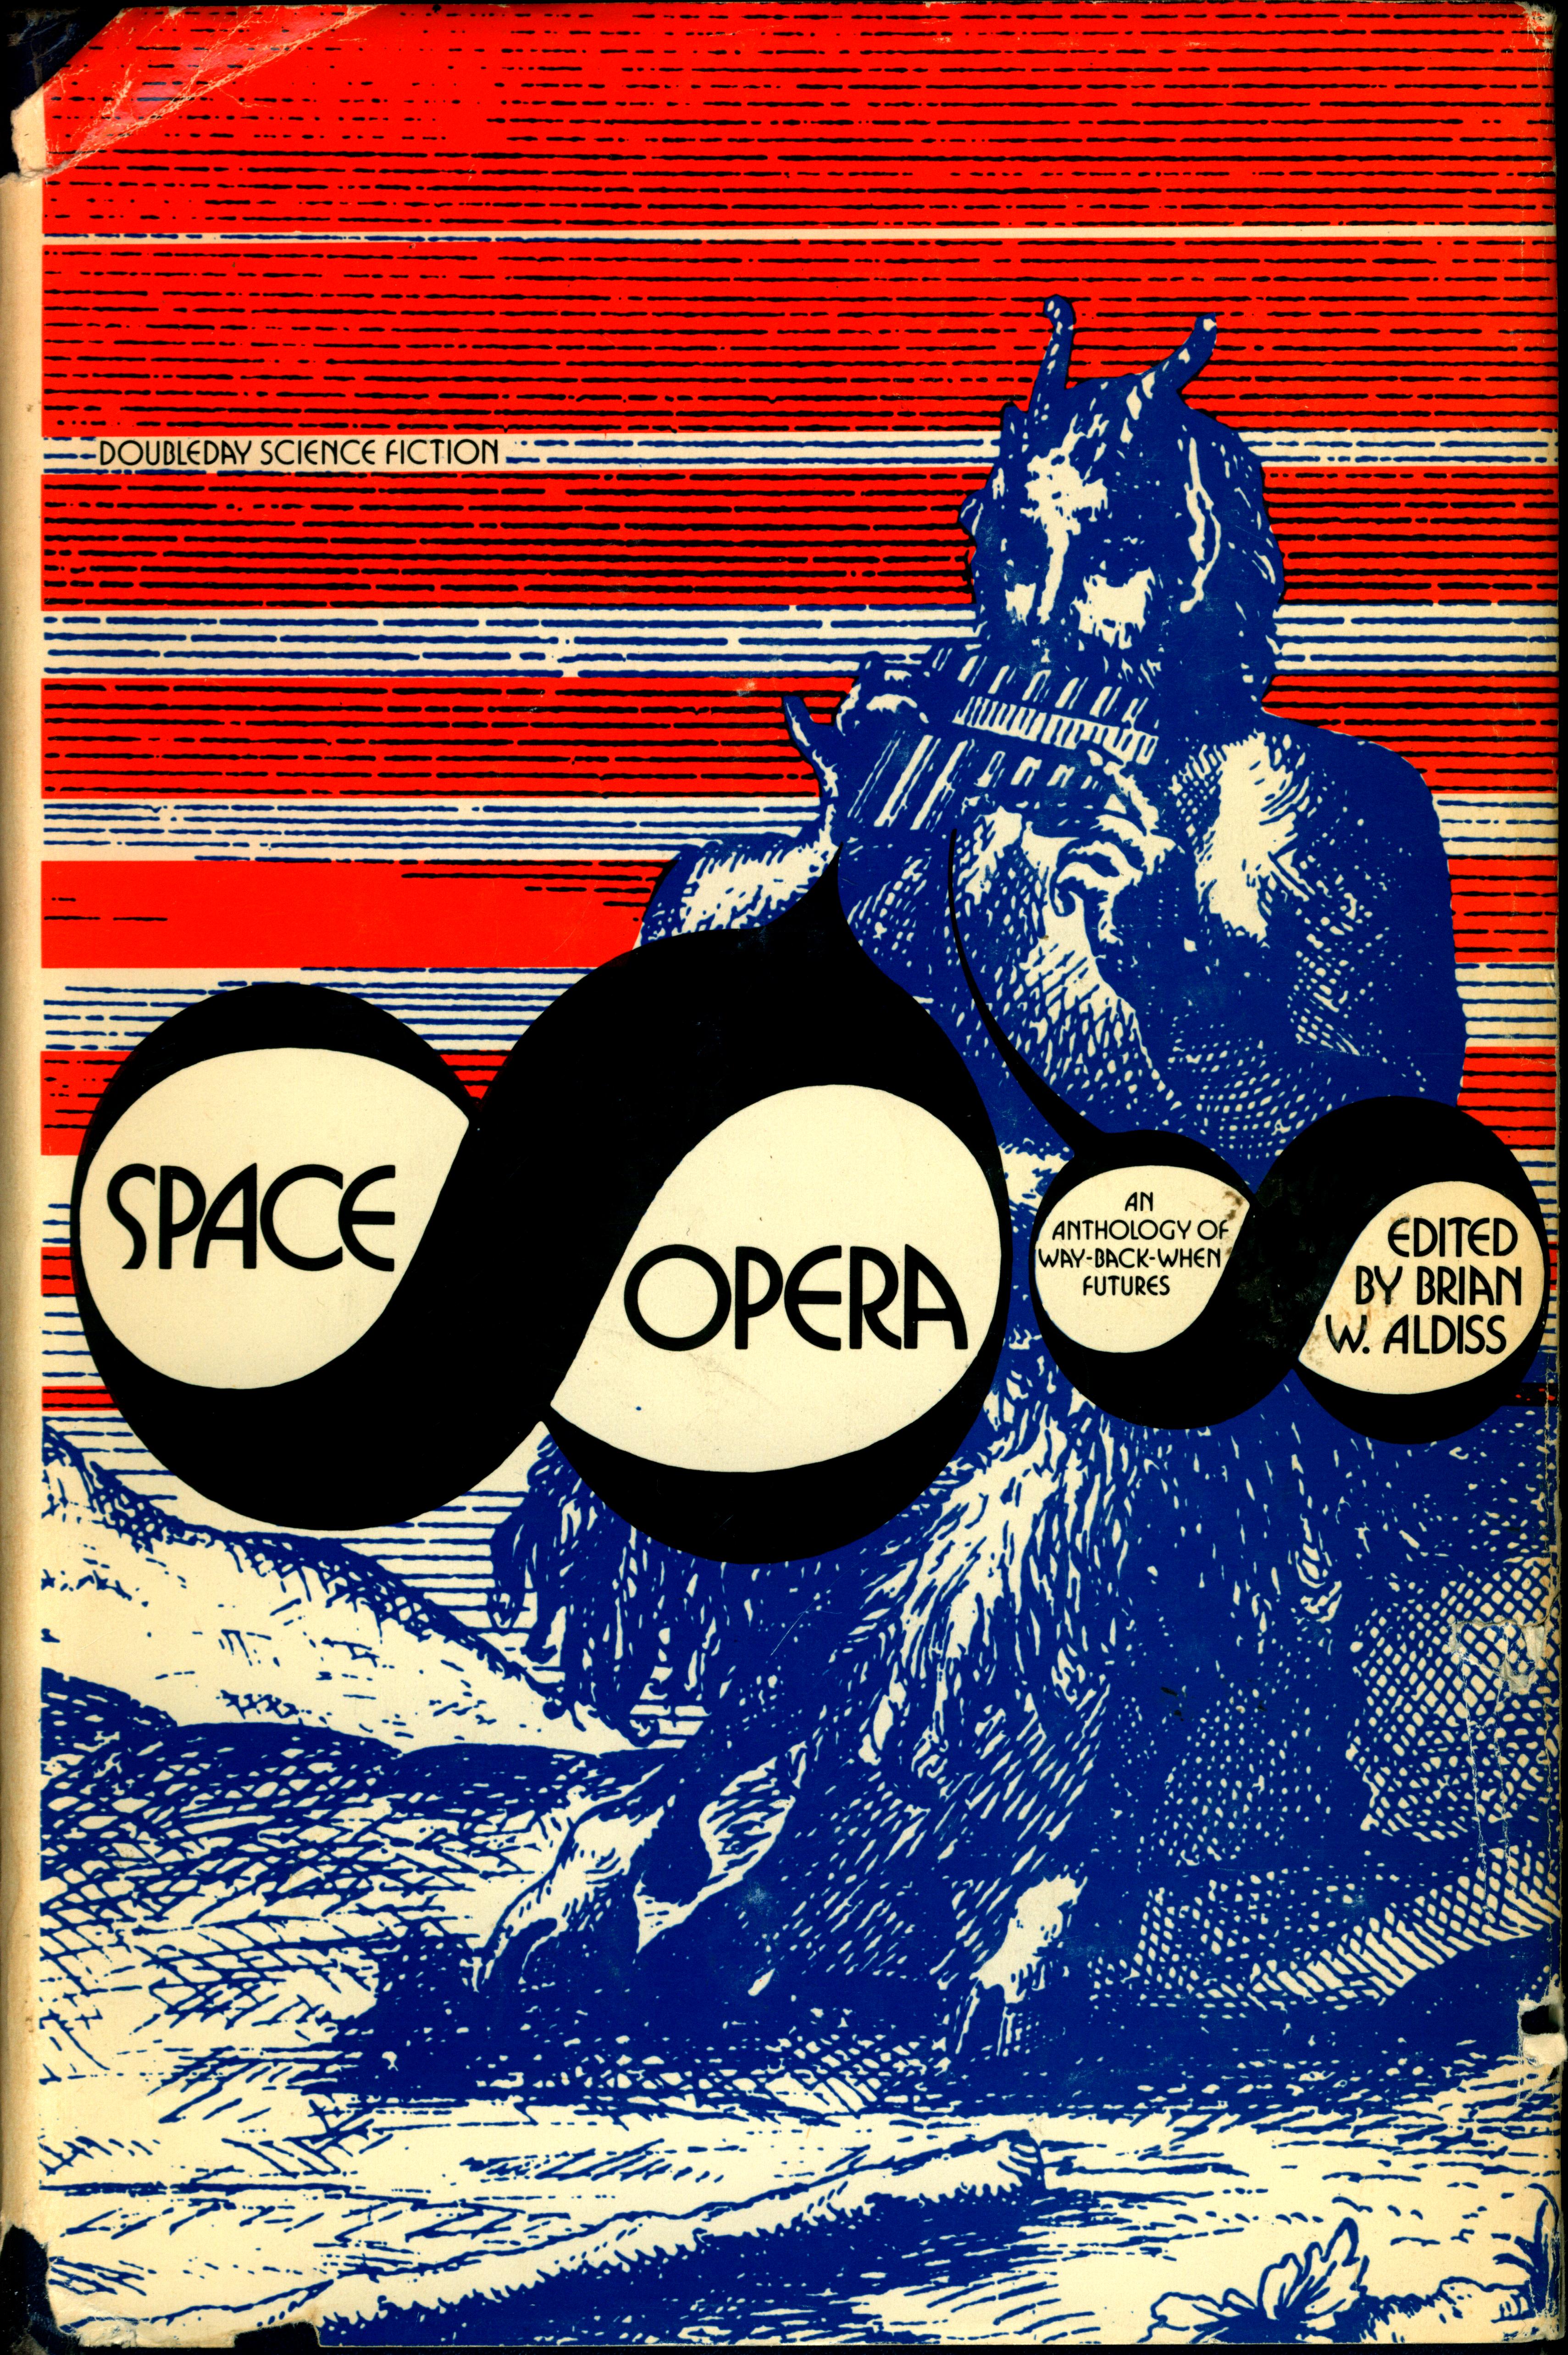 DOUBLEDAY SCIENCE FICTION
SPACE
OPERA
AN
ANTHOLOGY OF
WAY-BACK-WHEN
FUTURES
EDITED
BY BRIAN
W. ALDISS